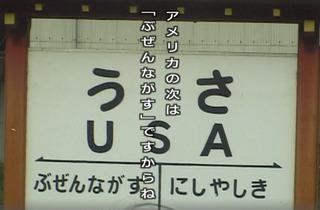 アメリカの次は
「ぶぜんながす」ですからね
うさ
USA
ぶぜんながす
にしやしき